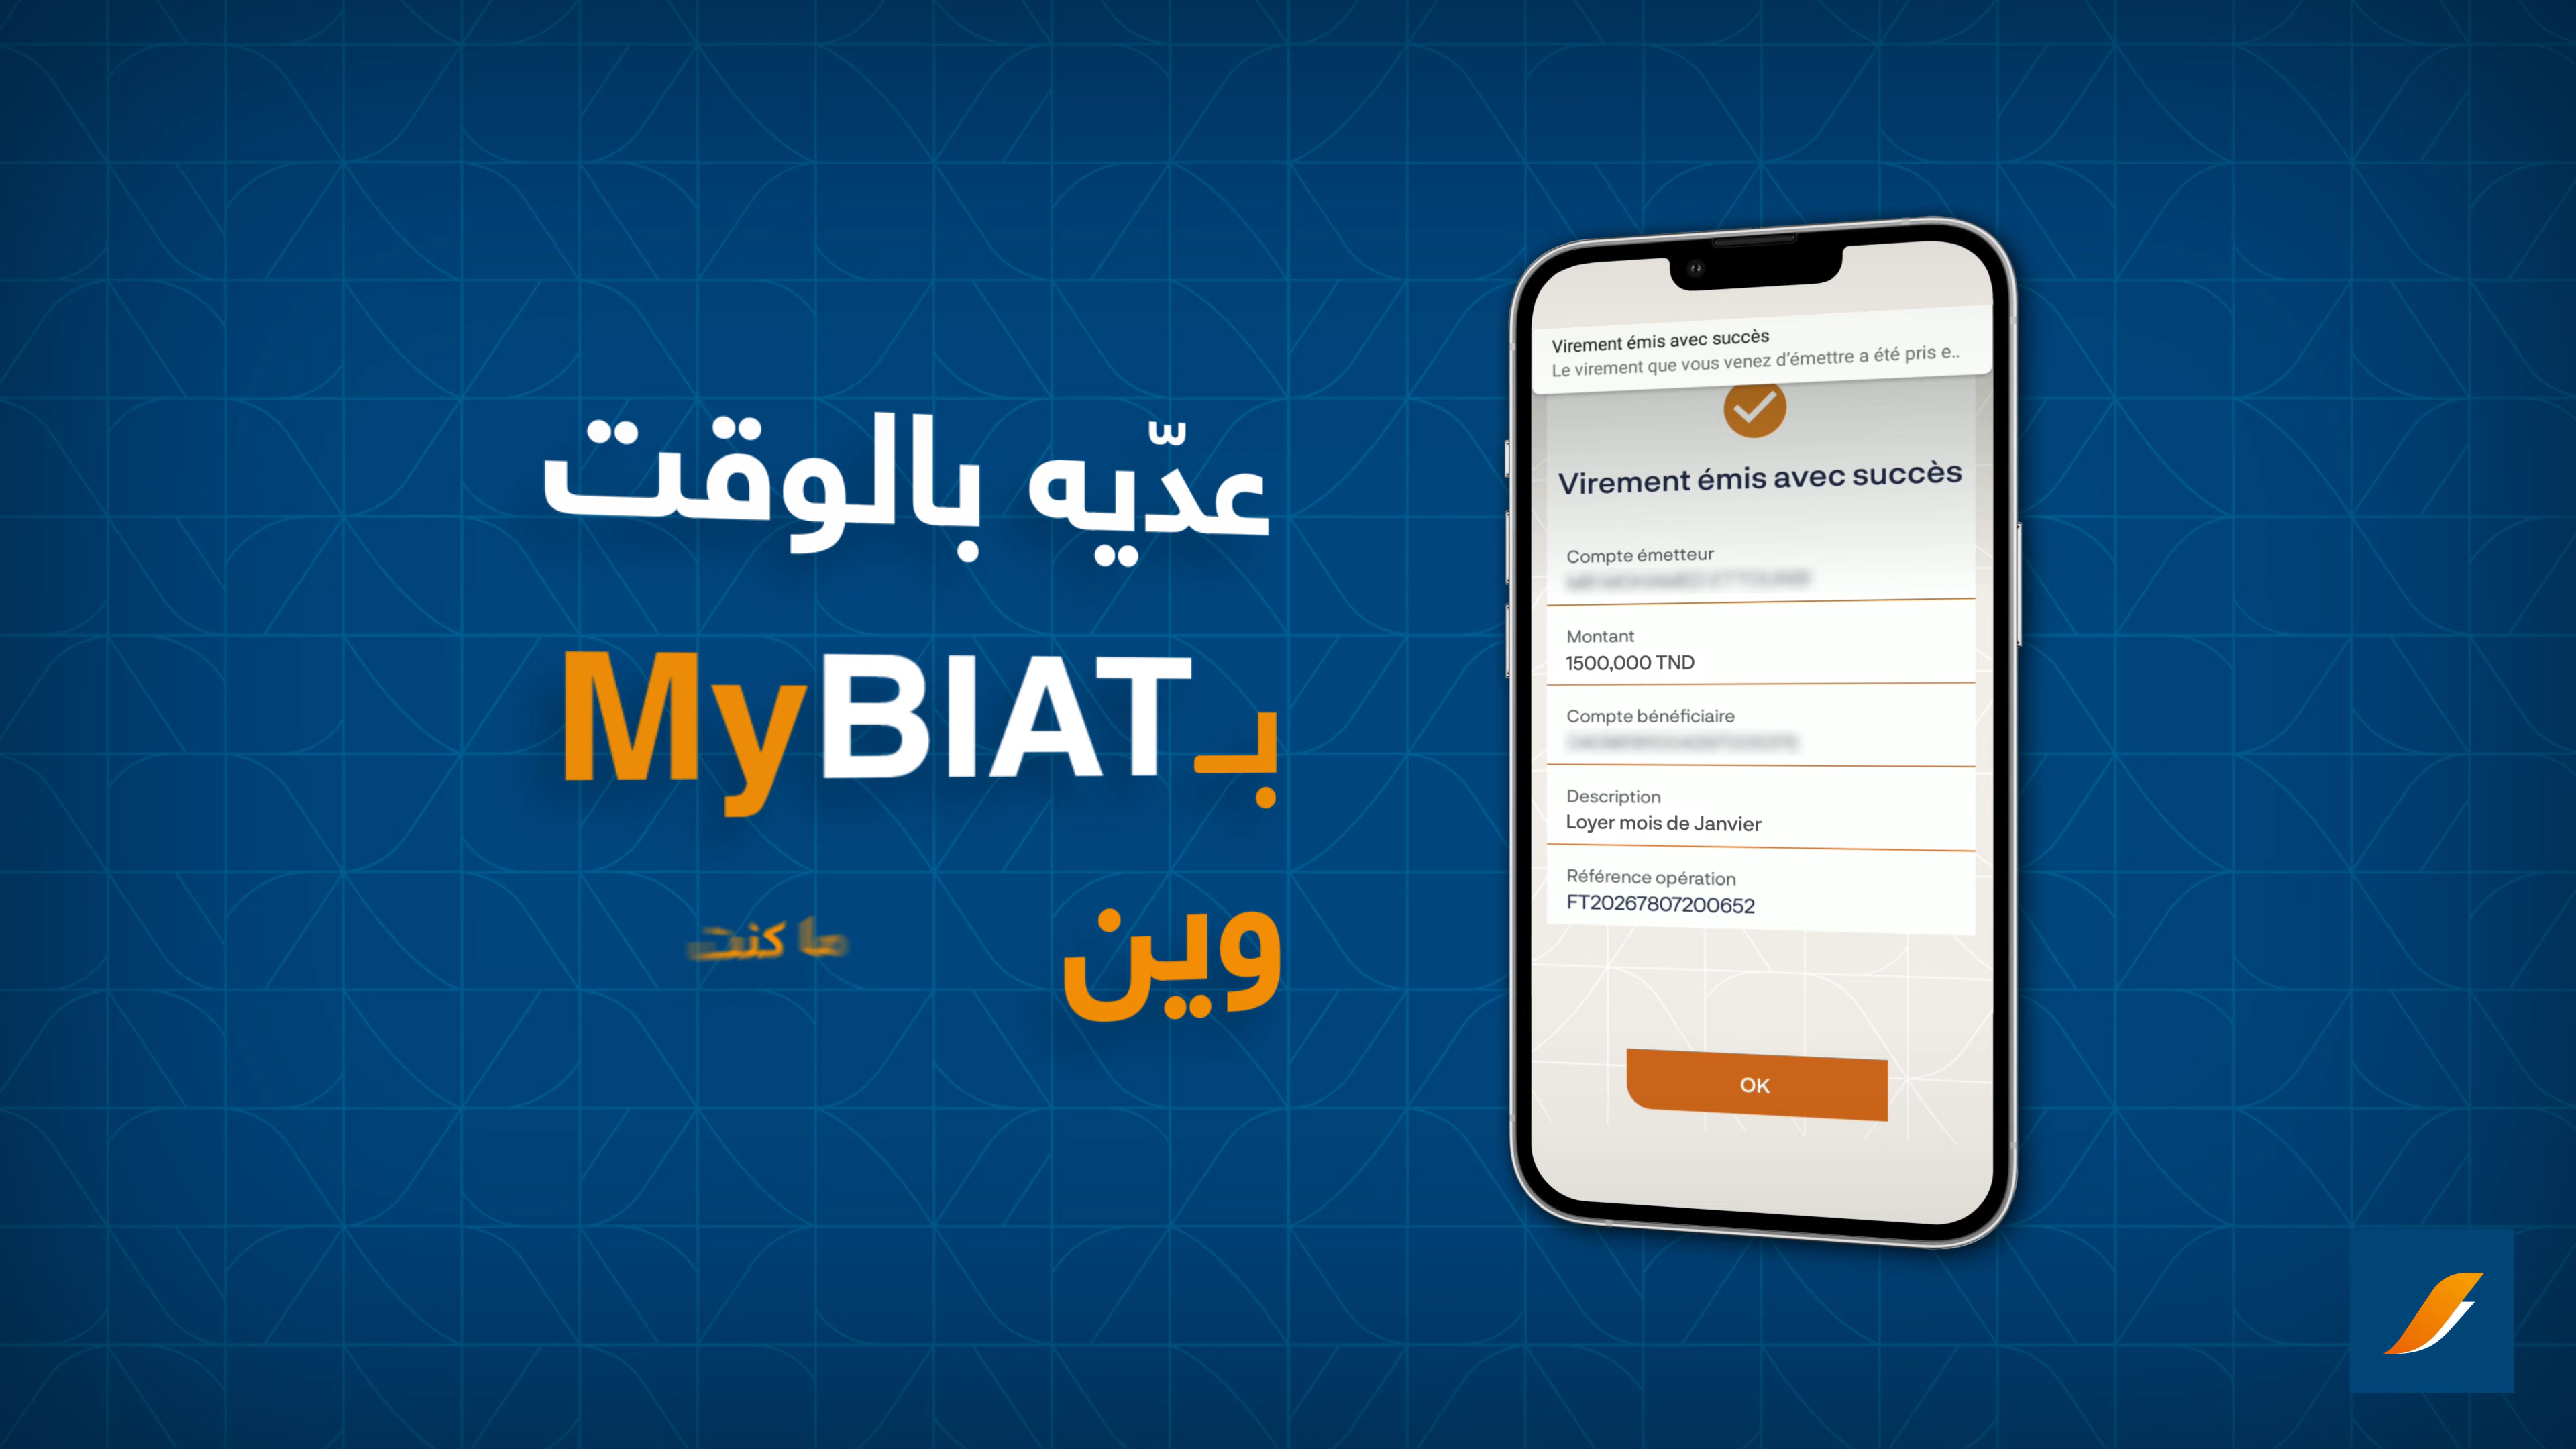 عدّيه بالوقت
بـ MyBIAT
وين ما كنت
Virement émis avec succès
Le virement que vous venez d'émettre a été pris e..
Virement émis avec succès
Compte émetteur
Montant
1500,000 TND
Compte bénéficiaire
Description
Loyer mois de Janvier
Référence opération
FT20267807200652
OK